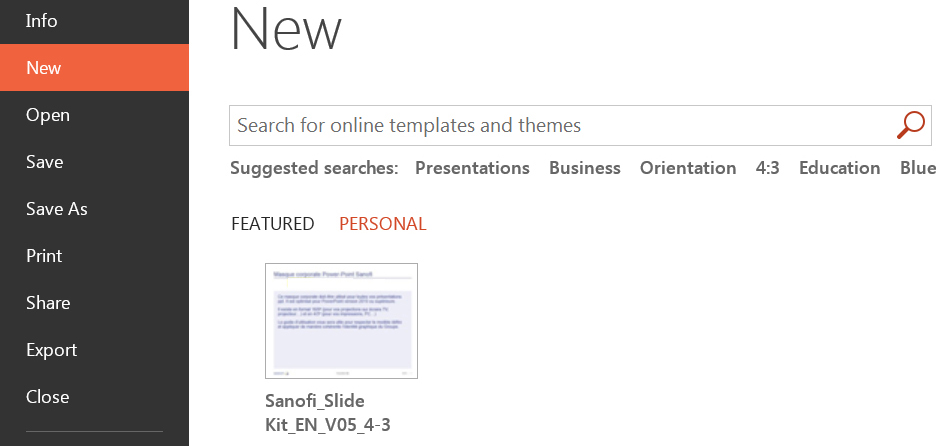 Info
New
Open
Save
Save As
Print
Share
Export
Close
New
Search for online templates and themes
Suggested searches: Presentations Business Orientation 4:3 Education Blue
FEATURED PERSONAL
Masque corporate Power-Point Sanofi
Sanofi_Slide
Kit_EN_V05_4-3